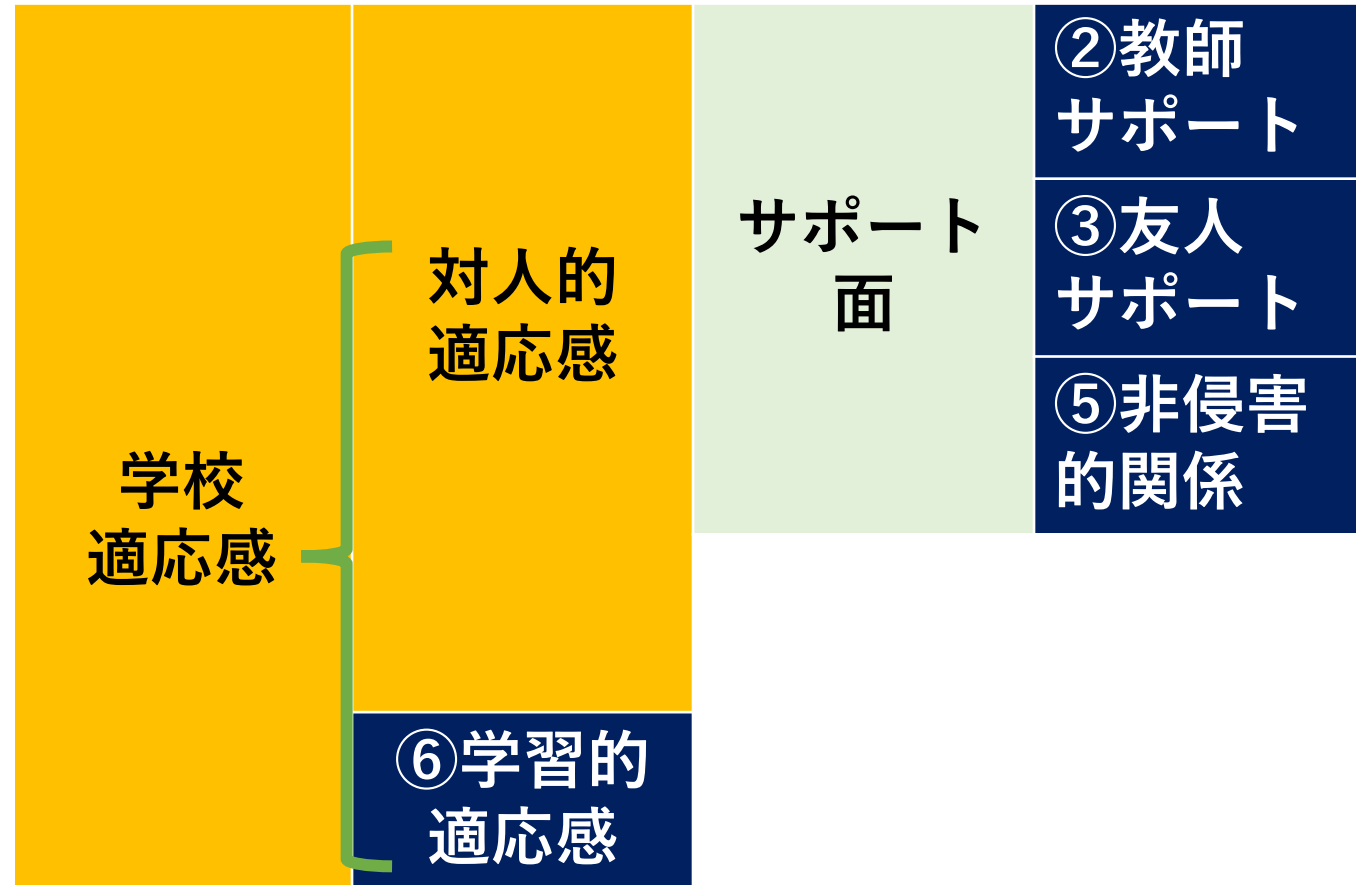 学校
適応感
対人的
適応感
⑥学習的
適応感
サポート
面
②教師
サポート
③友人
サポート
⑤非侵害
的関係